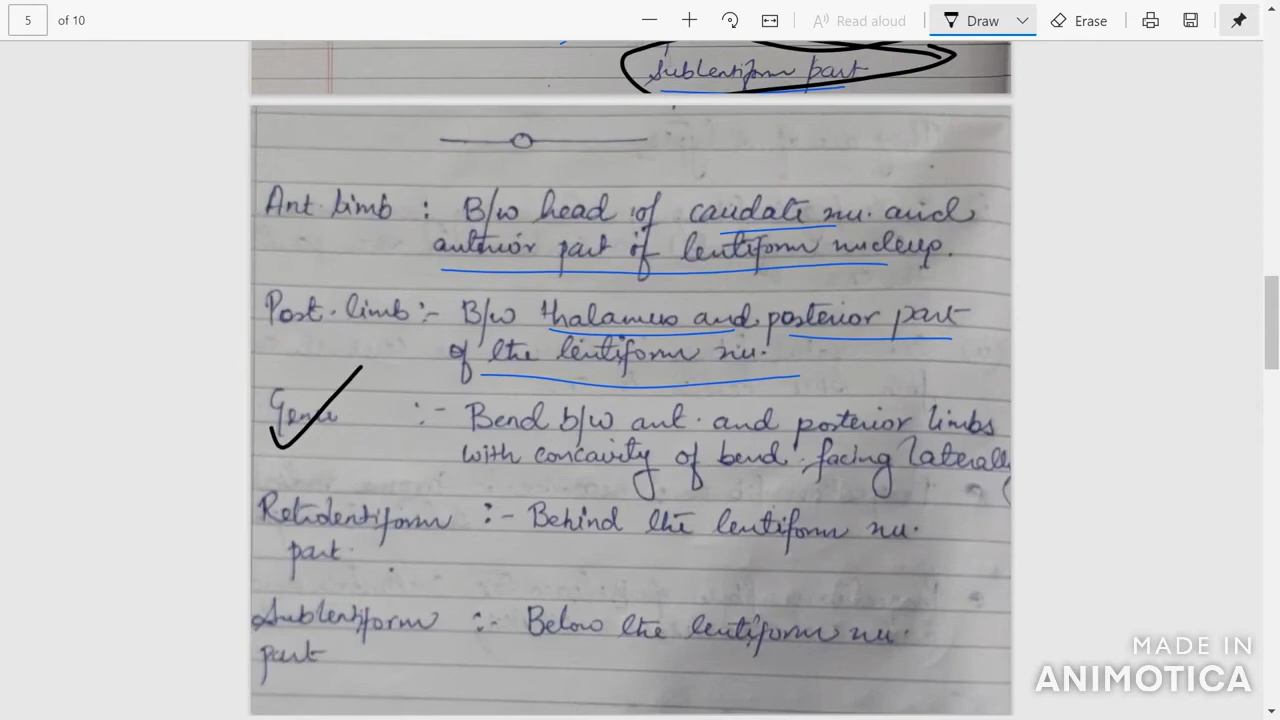 5 of 10
Read aloud
Draw
Erase
Sublentiform part
Ant. limb : B/w head of caudate nu. and
anterior part of lentiform nucleus.
Post. limb :- B/w thalamus and posterior part
of the lentiform nu.
Genu :- Bend b/w ant. and posterior limbs
with concavity of bend facing laterally
Retrolentiform :- Behind the lentiform nu.
part.
Sublentiform :- Below the lentiform nu.
part
MADE IN
ANIMOTICA